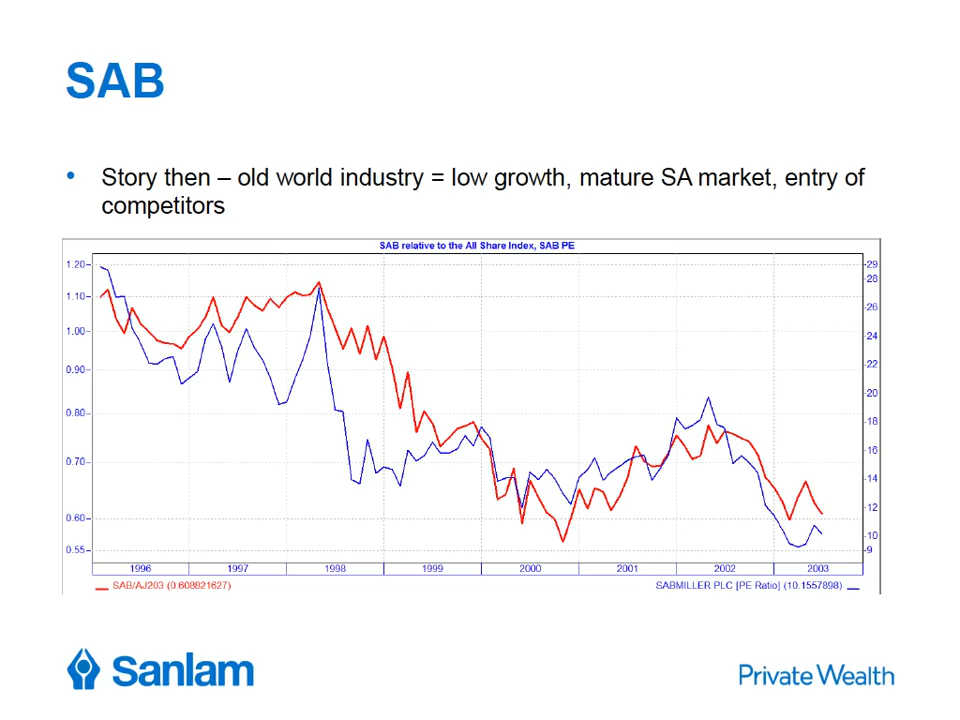 SAB
• Story then – old world industry = low growth, mature SA market, entry of
competitors
SAB relative to the All Share Index, SAB PE
1.20
1.10
1.00
0.90
0.80
0.70
0.60
0.55
29
28
26
24
22
20
18
16
14
12
10
9
1996 1997 1998 1999 2000 2001 2002 2003
SAB/AJ203 (0.608821627) SABMILLER PLC [PE Ratio] (10.1557898)
Sanlam Private Wealth